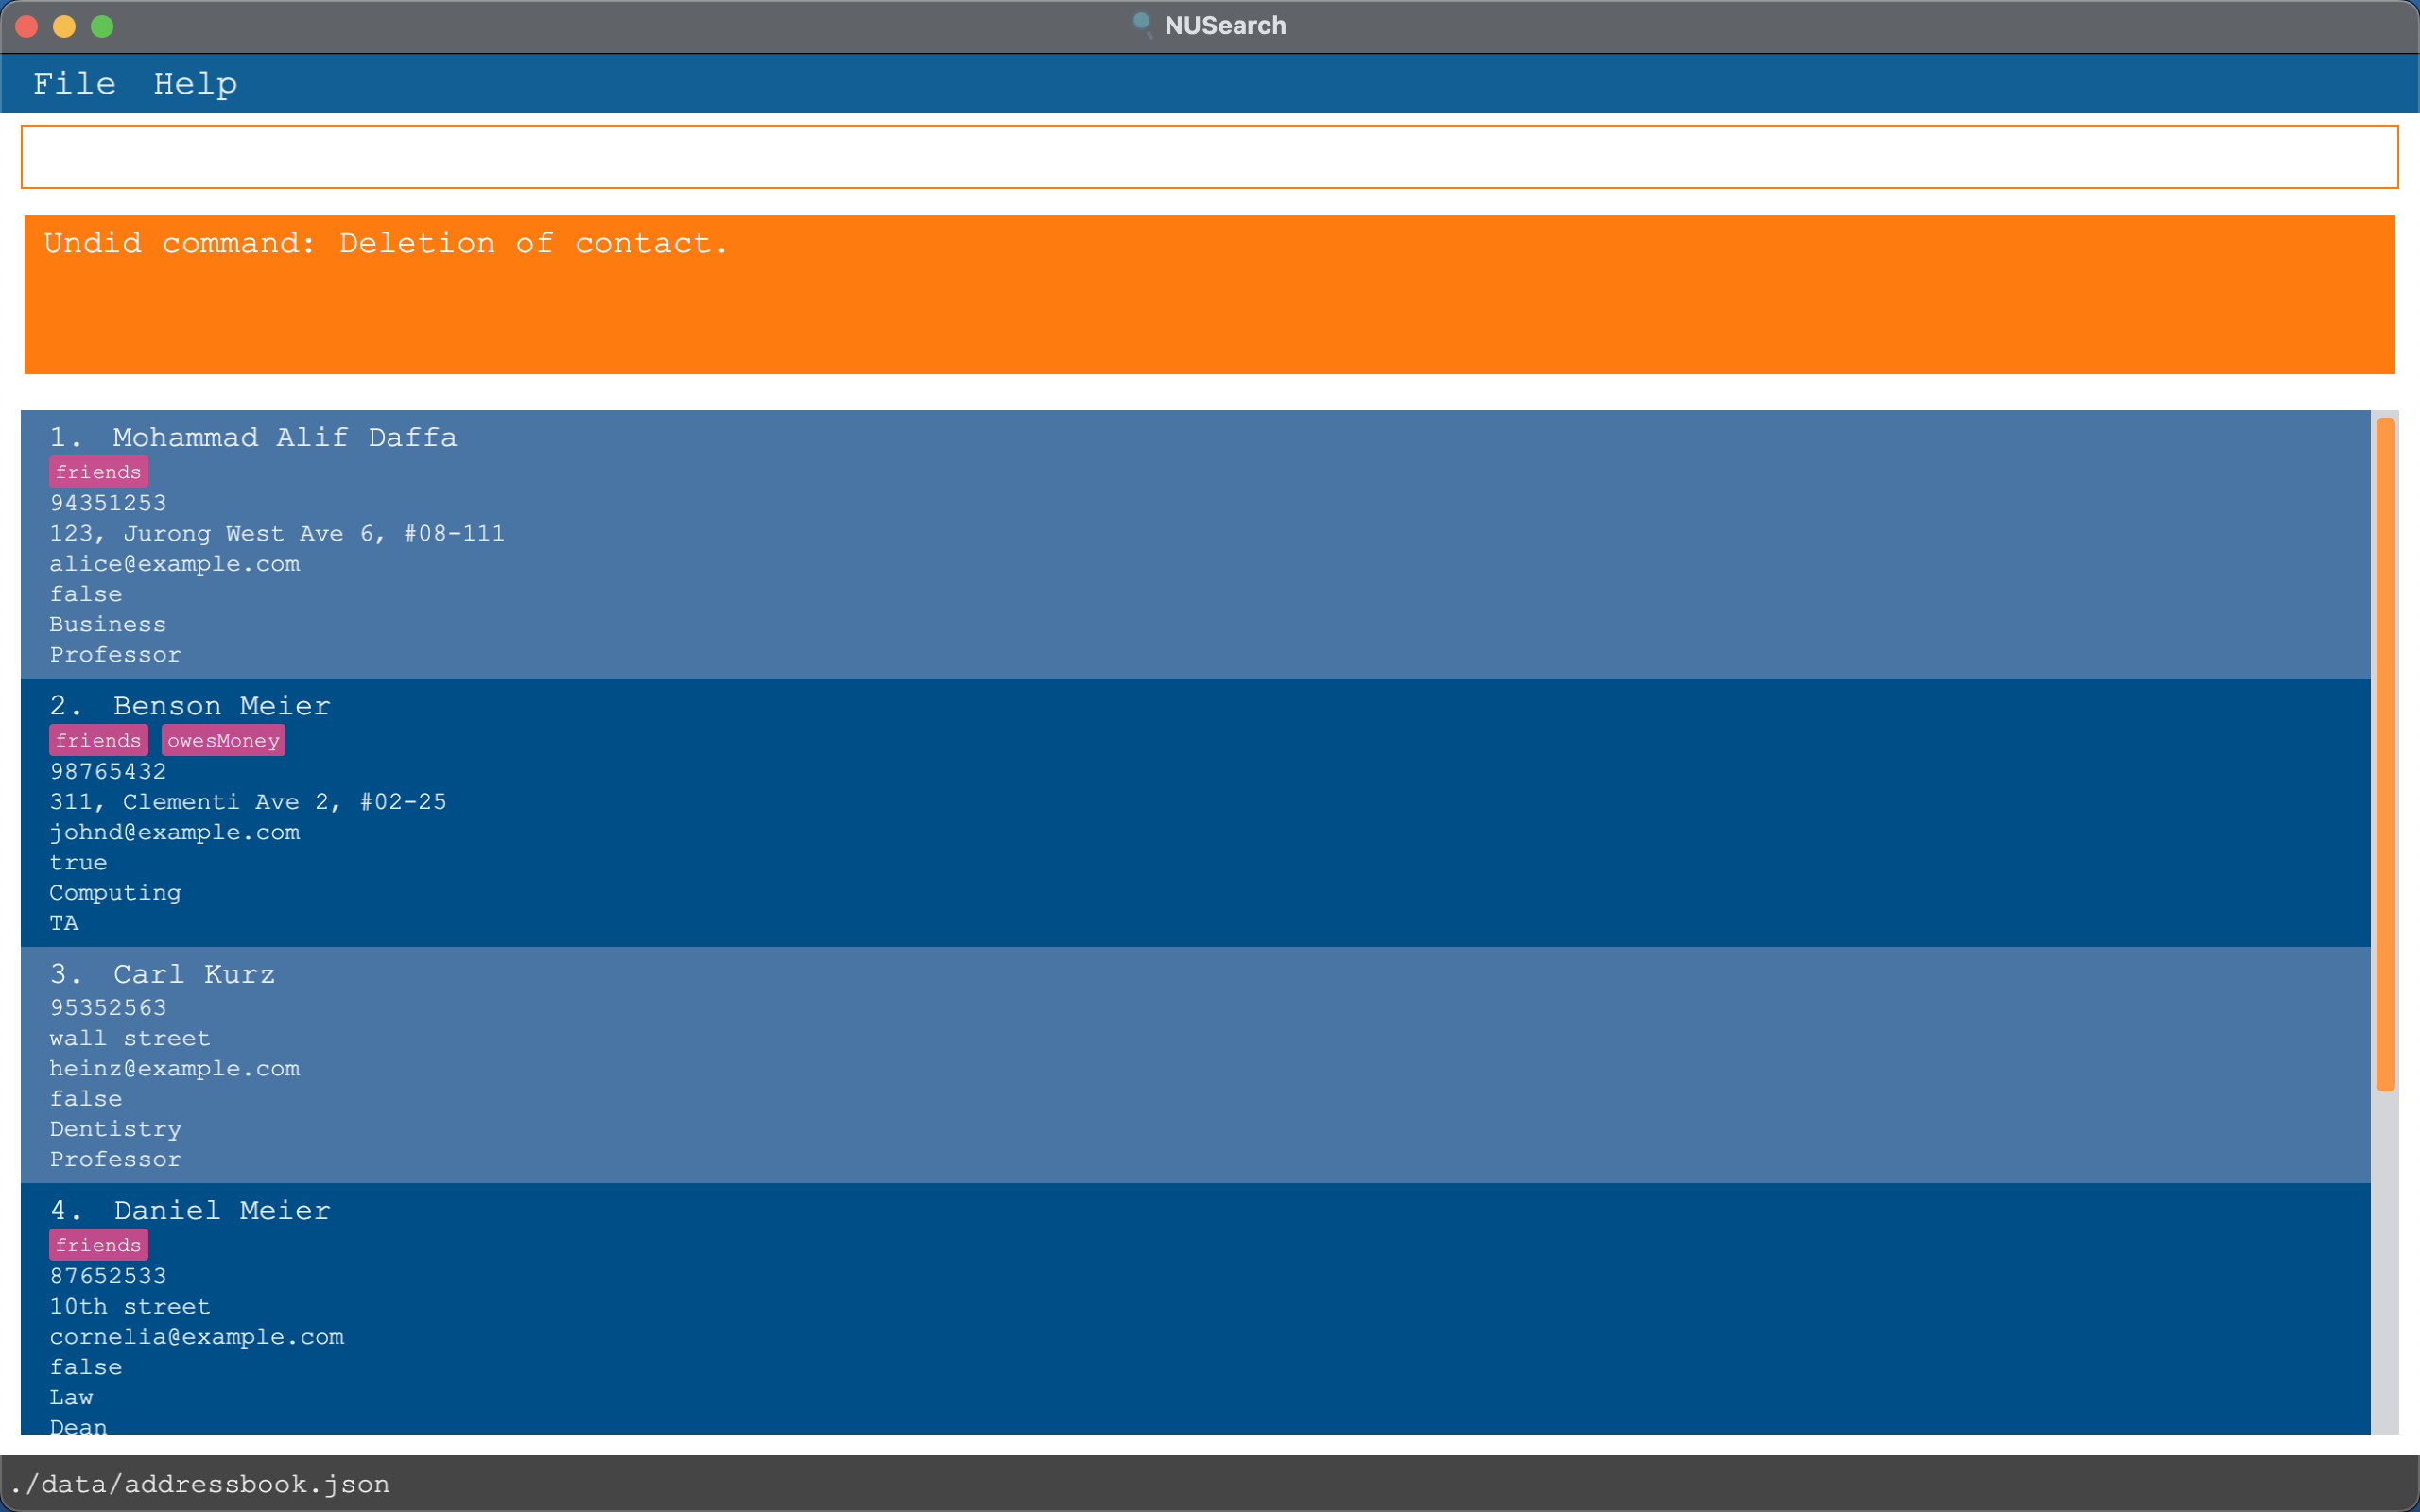 NUSearch
File Help
Undid command: Deletion of contact.
1. Mohammad Alif Daffa
friends
94351253
123, Jurong West Ave 6, #08-111
alice@example.com
false
Business
Professor
2. Benson Meier
friends owesMoney
98765432
311, Clementi Ave 2, #02-25
johnd@example.com
true
Computing
TA
3. Carl Kurz
95352563
wall street
heinz@example.com
false
Dentistry
Professor
4. Daniel Meier
friends
87652533
10th street
cornelia@example.com
false
Law
Dean
./data/addressbook.json